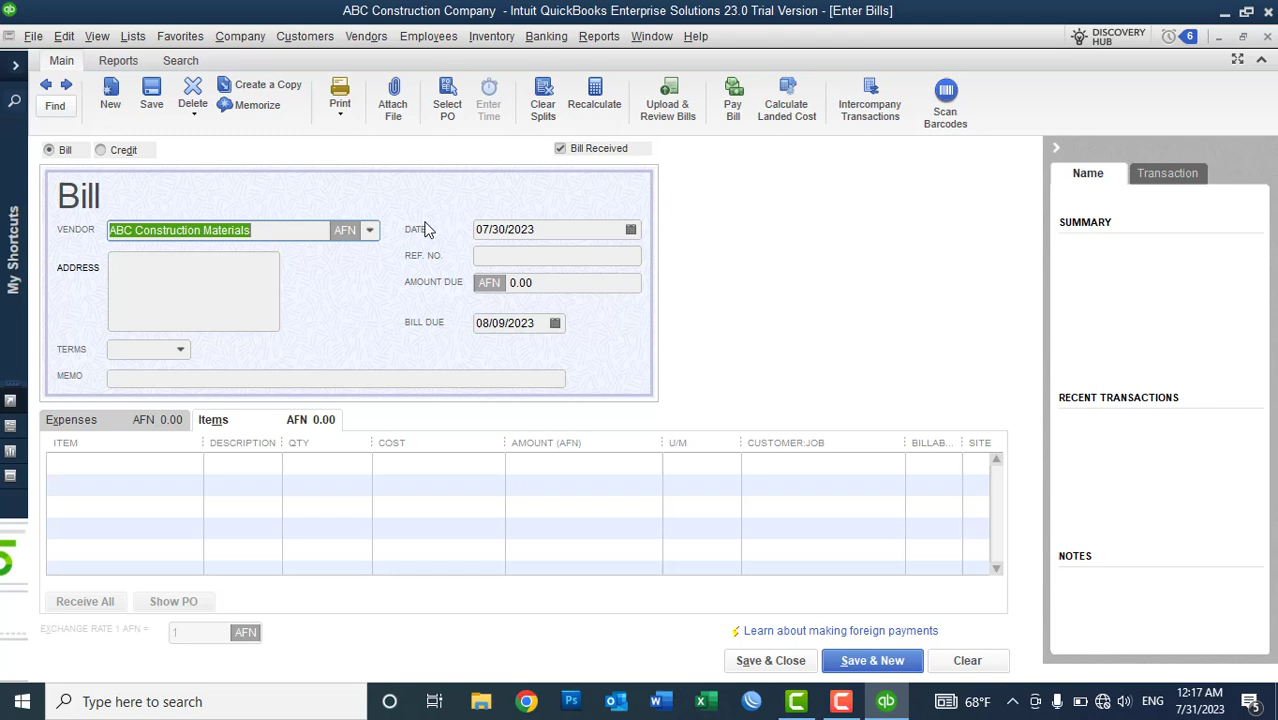 ABC Construction Company - Intuit QuickBooks Enterprise Solutions 23.0 Trial Version - [Enter Bills]
File Edit View Lists Favorites Company Customers Vendors Employees Inventory Banking Reports Window Help DISCOVERY HUB 6
Main Reports Search
Find New Save Delete Create a Copy Memorize Print Attach File Select PO Enter Time Clear Splits Recalculate Upload & Review Bills Pay Bill Calculate Landed Cost Intercompany Transactions Scan Barcodes
My Shortcuts
Bill Credit Bill Received
Bill
VENDOR ABC Construction Materials AFN DATE 07/30/2023
ADDRESS REF. NO.
AMOUNT DUE AFN 0.00
BILL DUE 08/09/2023
TERMS
MEMO
Expenses AFN 0.00 Items AFN 0.00
ITEM DESCRIPTION QTY COST AMOUNT (AFN) U/M CUSTOMER:JOB BILLAB... SITE
Receive All Show PO
EXCHANGE RATE 1 AFN = 1 AFN
Learn about making foreign payments
Save & Close Save & New Clear
Name Transaction
SUMMARY
RECENT TRANSACTIONS
NOTES
Type here to search
68°F ENG 12:17 AM 7/31/2023 5